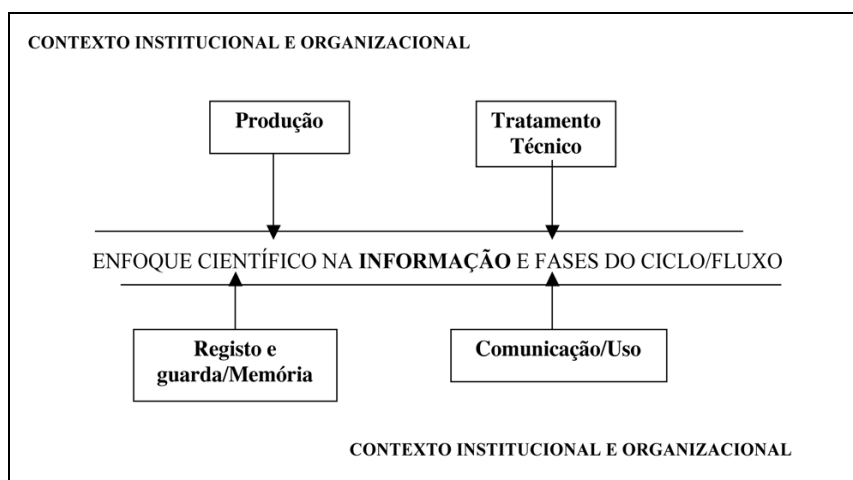 CONTEXTO INSTITUCIONAL E ORGANIZACIONAL
Produção
Tratamento
Técnico
ENFOQUE CIENTÍFICO NA INFORMAÇÃO E FASES DO CICLO/FLUXO
Registo e
guarda/Memória
Comunicação/Uso
CONTEXTO INSTITUCIONAL E ORGANIZACIONAL